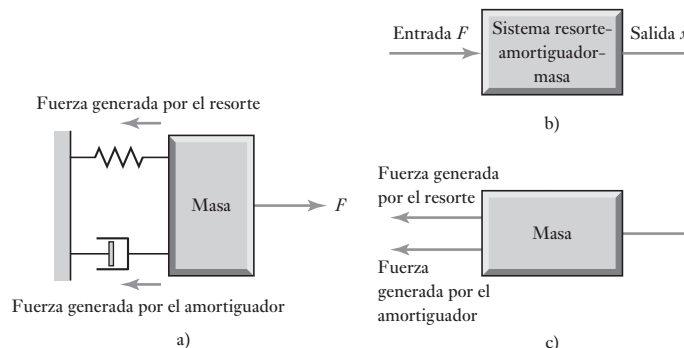 Entrada F
Sistema resorte-
amortiguador-
masa
Salida x
b)
Fuerza generada por el resorte
Masa
F
Fuerza generada por el amortiguador
a)
Fuerza generada
por el resorte
Masa
Fuerza
generada por el
amortiguador
c)